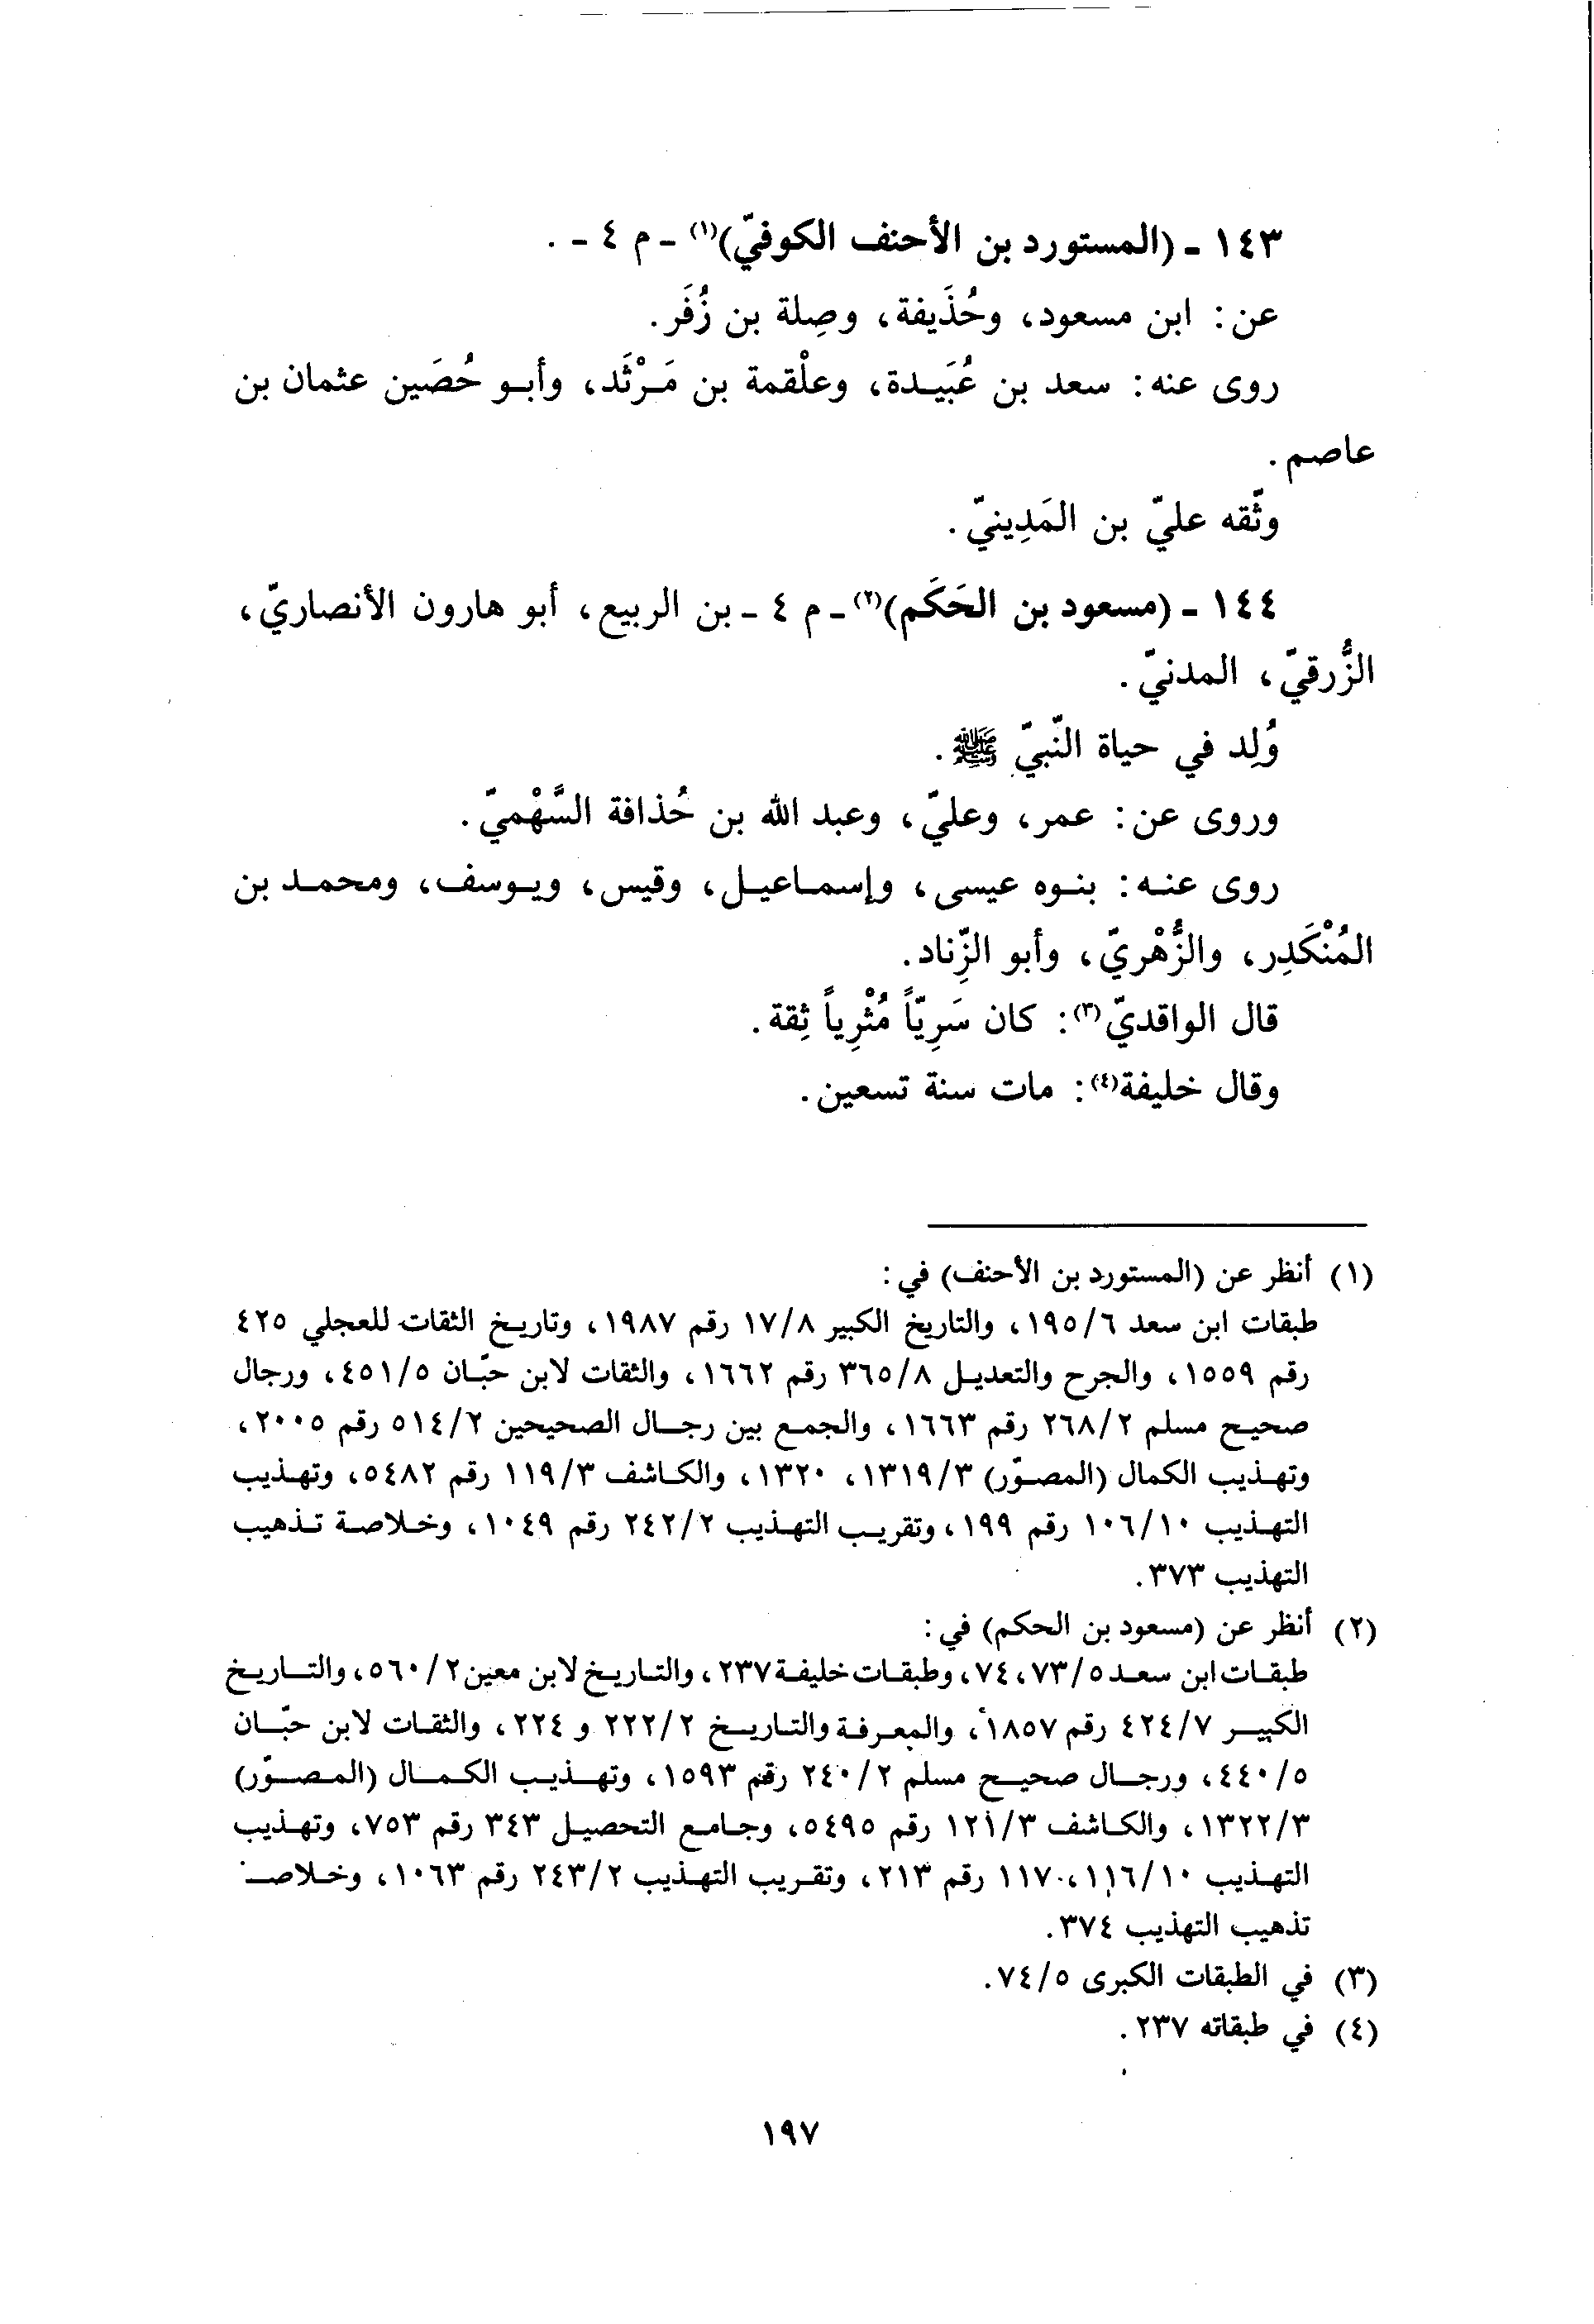 ١٤٣ - (المستورد بن الأحنف الكوفيّ)(١) - م ٤ - .
عن: ابن مسعود، وحُذَيفة، وصِلة بن زُفَر.
روى عنه: سعد بن عُبَيدة، وعلْقمة بن مَرْثَد، وأبو حُصَين عثمان بن
عاصم.
وثّقه عليّ بن المَدِينيّ.
١٤٤ - (مسعود بن الحَكَم)(٢) - م ٤ - بن الربيع، أبو هارون الأنصاريّ،
الزُّرقيّ، المدنيّ.
وُلِد في حياة النّبيّ ﷺ.
وروى عن: عمر، وعليّ، وعبد الله بن حُذافة السَّهْميّ.
روى عنه: بنوه عيسى، وإسماعيل، وقيس، ويوسف، ومحمد بن
المُنْكَدِر، والزُّهْريّ، وأبو الزِّناد.
قال الواقديّ(٣): كان سَرِيّاً مُثْرِياً ثِقة.
وقال خليفة(٤): مات سنة تسعين.
(١) أنظر عن (المستورد بن الأحنف) في:
طبقات ابن سعد ١٩٥/٦، والتاريخ الكبير ١٧/٨ رقم ١٩٨٧، وتاريخ الثقات للعجلي ٤٢٥
رقم ١٥٥٩، والجرح والتعديل ٣٦٥/٨ رقم ١٦٦٢، والثقات لابن حبّان ٤٥١/٥، ورجال
صحيح مسلم ٢٦٨/٢ رقم ١٦٦٣، والجمع بين رجال الصحيحين ٥١٤/٢ رقم ٢٠٠٥،
وتهذيب الكمال (المصوّر) ١٣١٩/٣، ١٣٢٠، والكاشف ١١٩/٣ رقم ٥٤٨٢، وتهذيب
التهذيب ١٠٦/١٠ رقم ١٩٩، وتقريب التهذيب ٢٤٢/٢ رقم ١٠٤٩، وخلاصة تذهيب
التهذيب ٣٧٣.
(٢) أنظر عن (مسعود بن الحكم) في:
طبقات ابن سعد ٧٣/٥، ٧٤، وطبقات خليفة ٢٣٧، والتاريخ لابن معين ٥٦٠/٢، والتاريخ
الكبير ٤٢٤/٧ رقم ١٨٥٧، والمعرفة والتاريخ ٢٢٢/٢ و ٢٢٤، والثقات لابن حبّان
٤٤٠/٥، ورجال صحيح مسلم ٢٤٠/٢ رقم ١٥٩٣، وتهذيب الكمال (المصوّر)
١٣٢٢/٣، والكاشف ١٢١/٣ رقم ٥٤٩٥، وجامع التحصيل ٣٤٣ رقم ٧٥٣، وتهذيب
التهذيب ١١٦/١٠، ١١٧ رقم ٢١٣، وتقريب التهذيب ٢٤٣/٢ رقم ١٠٦٣، وخلاصـ
تذهيب التهذيب ٣٧٤.
(٣) في الطبقات الكبرى ٧٤/٥.
(٤) في طبقاته ٢٣٧.
١٩٧